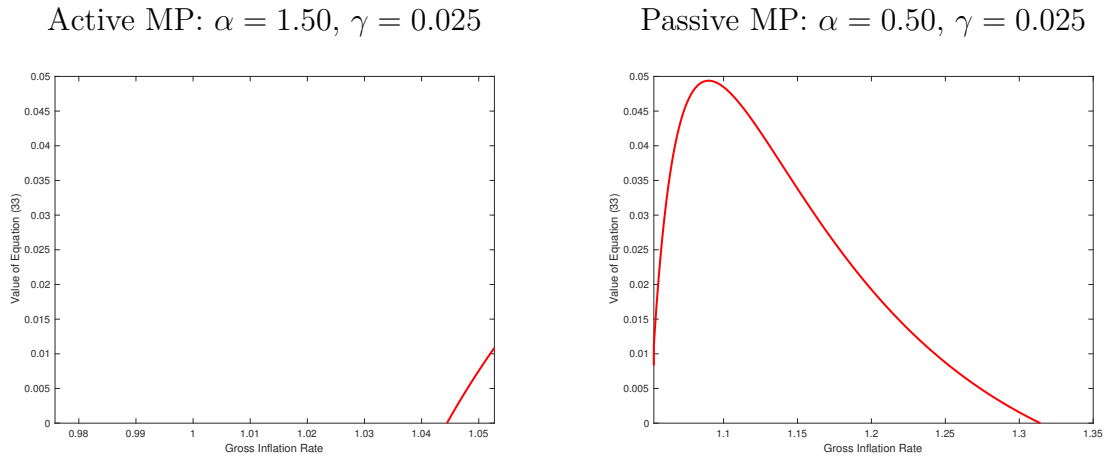 Active MP: α = 1.50, γ = 0.025
0.05
0.045
0.04
0.035
0.03
0.025
0.02
0.015
0.01
0.005
0
Value of Equation (33)
0.98 0.99 1 1.01 1.02 1.03 1.04 1.05
Gross Inflation Rate
Passive MP: α = 0.50, γ = 0.025
0.05
0.045
0.04
0.035
0.03
0.025
0.02
0.015
0.01
0.005
0
Value of Equation (33)
1.1 1.15 1.2 1.25 1.3 1.35
Gross Inflation Rate